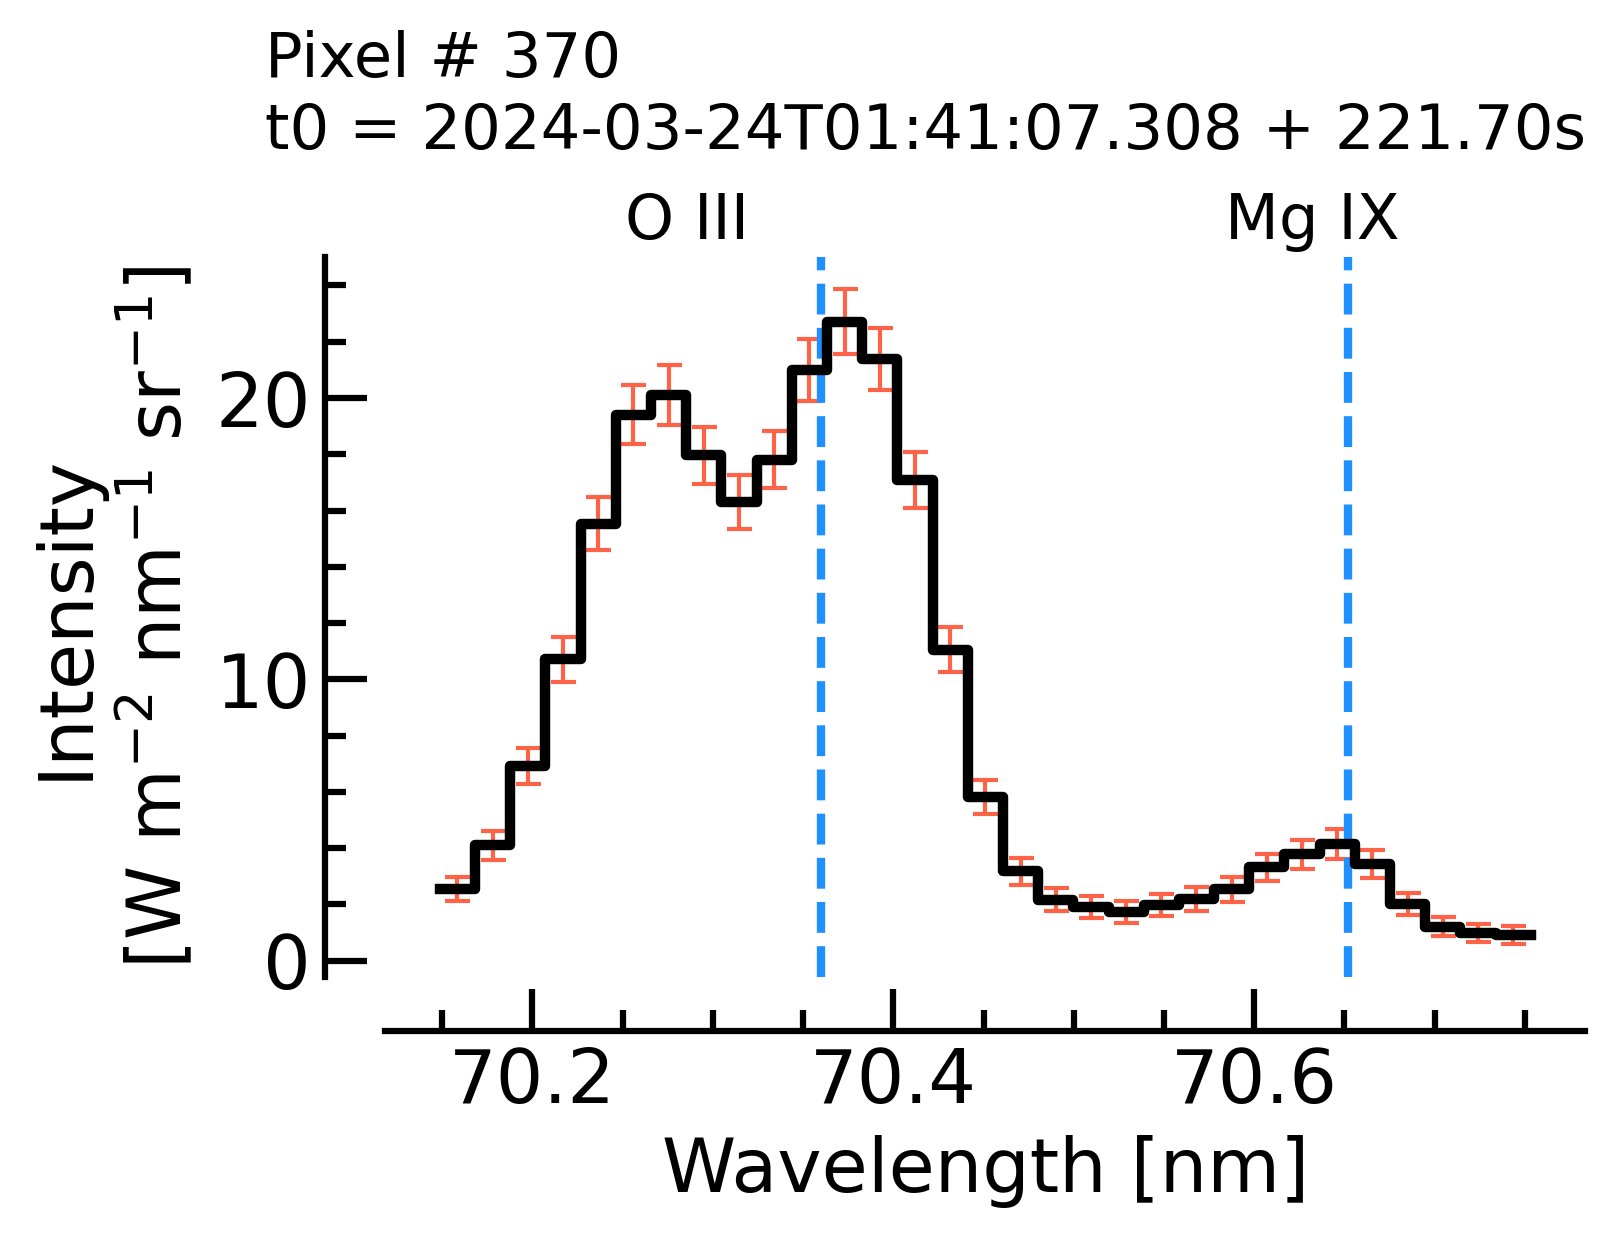 Pixel # 370
t0 = 2024-03-24T01:41:07.308 + 221.70s
O III
Mg IX
Intensity
[W m⁻² nm⁻¹ sr⁻¹]
20
10
0
70.2
70.4
70.6
Wavelength [nm]